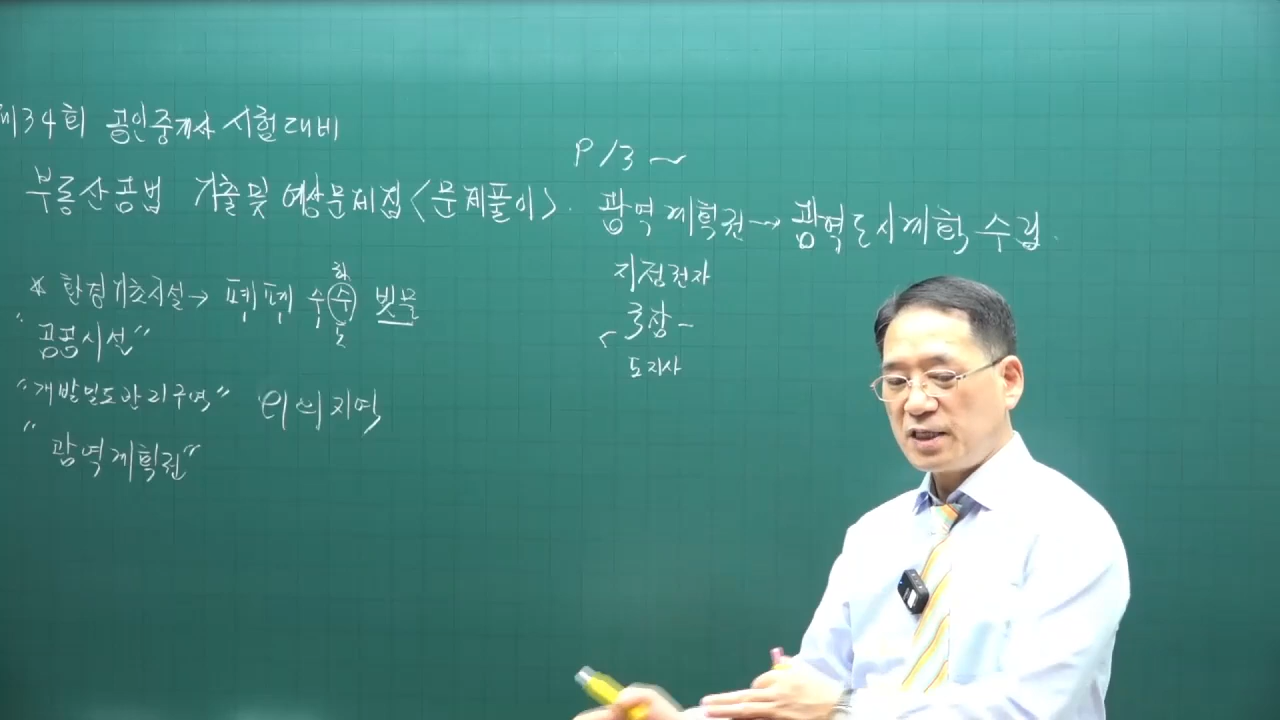 제34회 공인중개사 시험대비
부동산공법 기출 및 예상문제집 <문제풀이>.
* 환경기초시설→ 폐폐 수수 빗물
하
"공공시설"
"개발밀도관리구역" 이외지역
"광역계획권"
P 13 ~
광역계획권→ 광역도시계획 수립.
지정권자
장 -
도지사